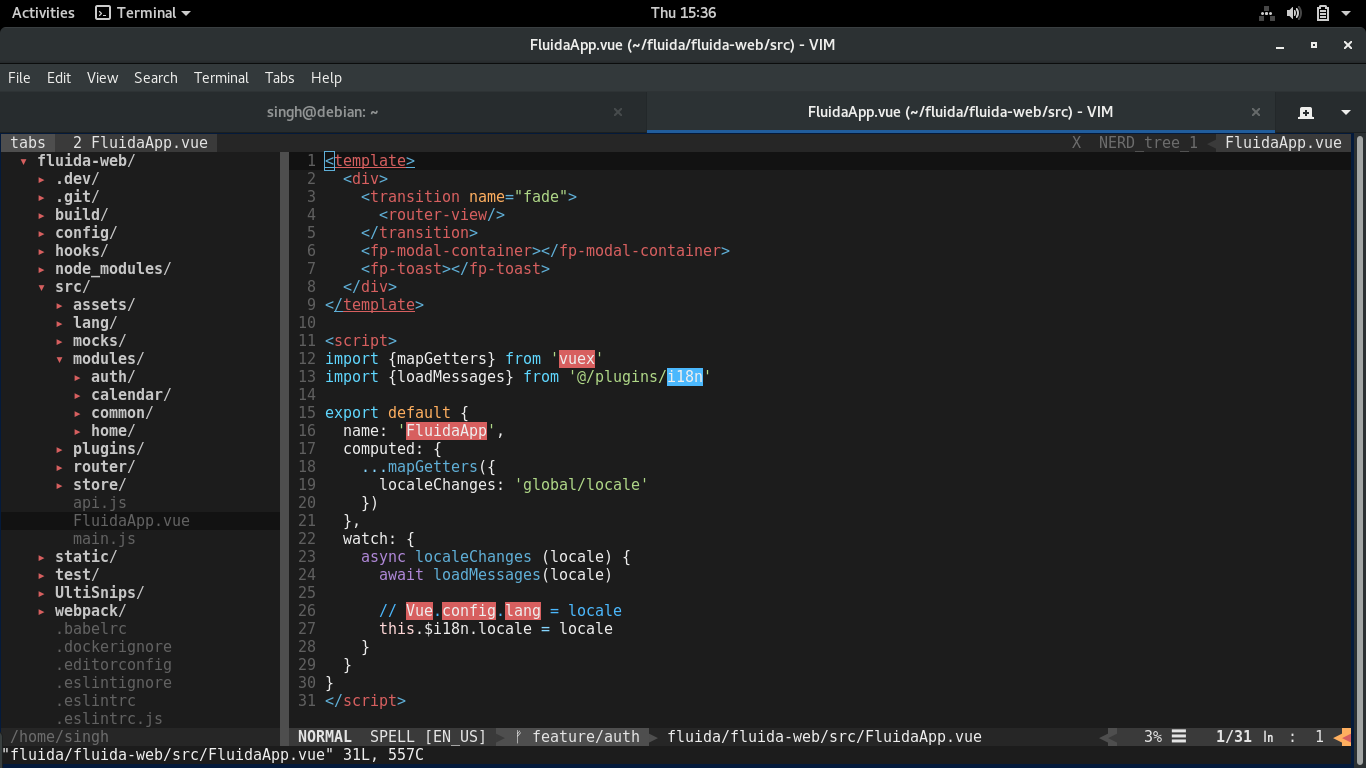 Activities Terminal Thu 15:36
FluidaApp.vue (~/fluida/fluida-web/src) - VIM
File Edit View Search Terminal Tabs Help
singh@debian: ~ FluidaApp.vue (~/fluida/fluida-web/src) - VIM
tabs 2 FluidaApp.vue X NERD_tree_1 FluidaApp.vue
▾ fluida-web/
▸ .dev/
▸ .git/
▸ build/
▸ config/
▸ hooks/
▸ node_modules/
▾ src/
▸ assets/
▸ lang/
▸ mocks/
▾ modules/
▸ auth/
▸ calendar/
▸ common/
▸ home/
▸ plugins/
▸ router/
▸ store/
api.js
FluidaApp.vue
main.js
▸ static/
▸ test/
▸ UltiSnips/
▸ webpack/
.babelrc
.dockerignore
.editorconfig
.eslintignore
.eslintrc
.eslintrc.js
/home/singh
1 <template>
2   <div>
3     <transition name="fade">
4       <router-view/>
5     </transition>
6     <fp-modal-container></fp-modal-container>
7     <fp-toast></fp-toast>
8   </div>
9 </template>
10
11 <script>
12 import {mapGetters} from 'vuex'
13 import {loadMessages} from '@/plugins/i18n'
14
15 export default {
16   name: 'FluidaApp',
17   computed: {
18     ...mapGetters({
19       localeChanges: 'global/locale'
20     })
21   },
22   watch: {
23     async localeChanges (locale) {
24       await loadMessages(locale)
25
26       // Vue.config.lang = locale
27       this.$i18n.locale = locale
28     }
29   }
30 }
31 </script>
NORMAL SPELL [EN_US] ᚠ feature/auth fluida/fluida-web/src/FluidaApp.vue 3% ☰ 1/31 ㏑ : 1
"fluida/fluida-web/src/FluidaApp.vue" 31L, 557C